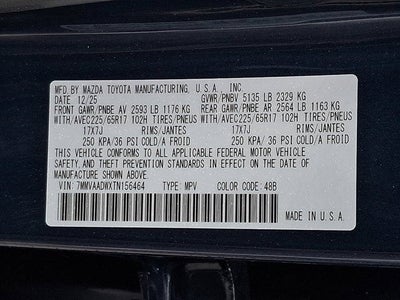 MFD.BY MAZDA TOYOTA MANUFACTURING, U.S.A., INC
DATE 12/25 GVWR/PNBV 5135 LB 2329 KG
FRONT GAWR/PNBE AV 2593 LB 1176 KG REAR GAWR/PNBE AR 2564 LB 1163 KG
WITH/AVEC225/65R17 102H TIRES/PNEUS WITH/AVEC225/65R17 102H TIRES/PNEUS
17X7J RIMS/JANTES 17X7J RIMS/JANTES
250 KPA/ 36 PSI COLD/A FROID 250 KPA/ 36 PSI COLD/A FROID
THIS VEHICLE CONFORMS TO ALL APPLICABLE FEDERAL MOTOR VEHICLE
SAFETY AND THEFT PREVENTION STANDARDS IN EFFECT ON THE DATE OF
MANUFACTURE SHOWN ABOVE.
VIN: 7MMVAADWXTN156464 TYPE: MPV COLOR CODE: 48B
MADE IN U.S.A.